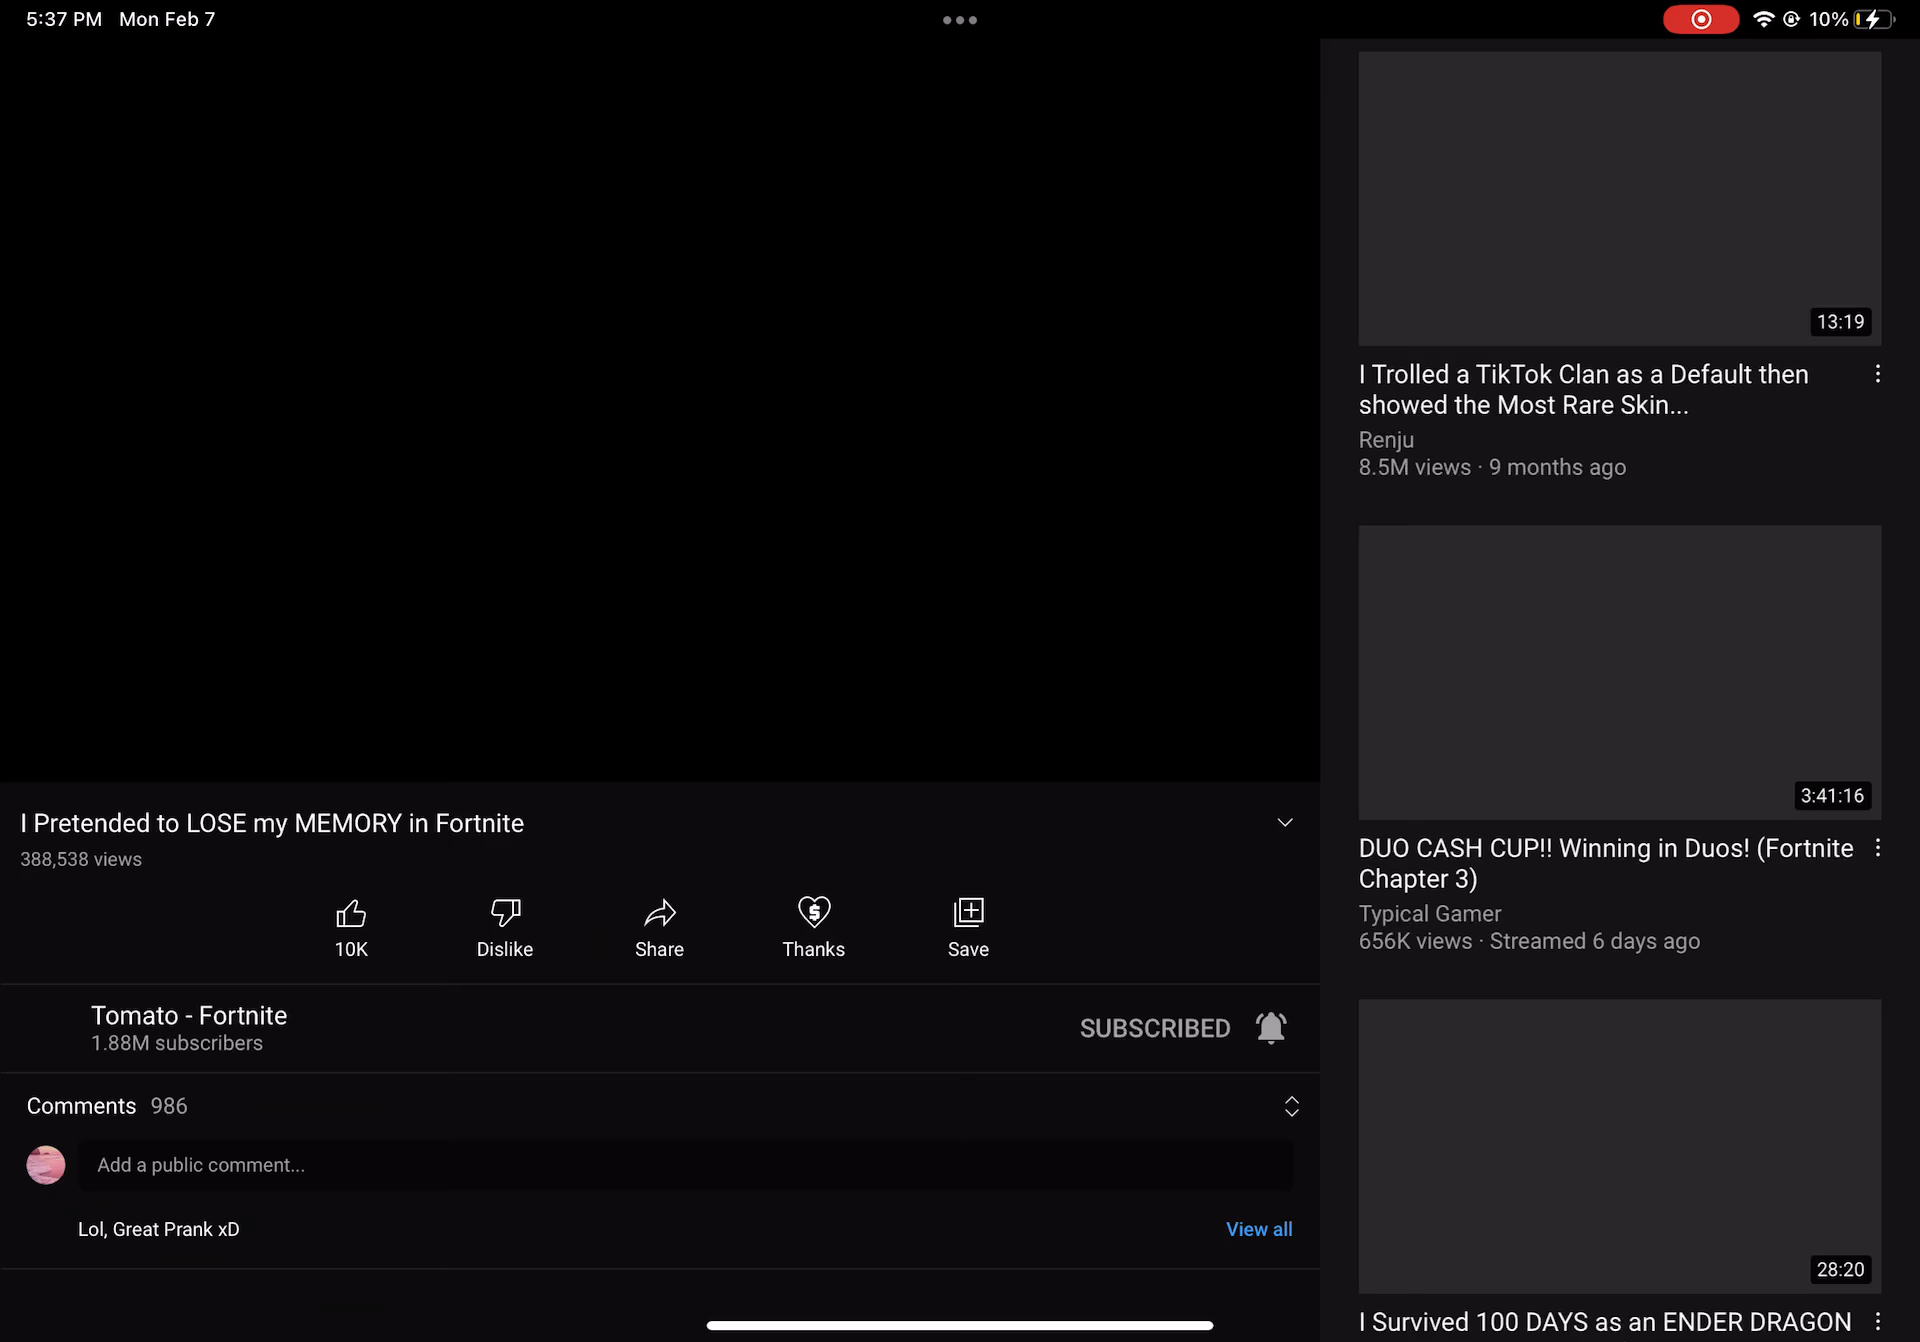 5:37 PM Mon Feb 7
10%
I Pretended to LOSE my MEMORY in Fortnite
388,538 views
10K
Dislike
Share
Thanks
Save
Tomato - Fortnite
1.88M subscribers
SUBSCRIBED
Comments 986
Add a public comment...
Lol, Great Prank xD
View all
13:19
I Trolled a TikTok Clan as a Default then
showed the Most Rare Skin...
Renju
8.5M views · 9 months ago
3:41:16
DUO CASH CUP!! Winning in Duos! (Fortnite
Chapter 3)
Typical Gamer
656K views · Streamed 6 days ago
28:20
I Survived 100 DAYS as an ENDER DRAGON